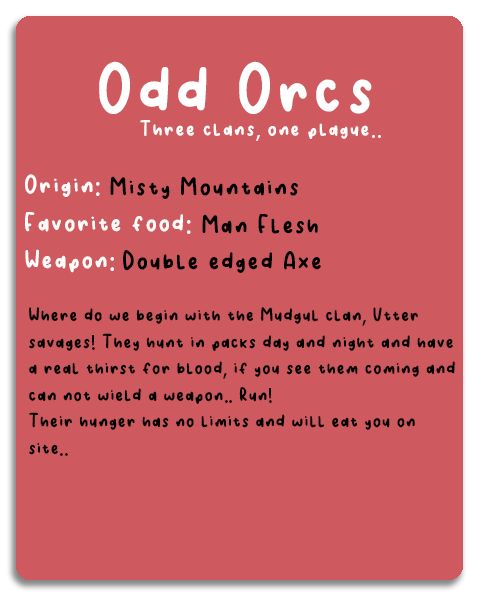 Odd Orcs
Three clans, one plague..
Origin: Misty Mountains
Favorite food: Man Flesh
Weapon: Double edged Axe
Where do we begin with the Mudgul clan, Utter
savages! They hunt in packs day and night and have
a real thirst for blood, if you see them coming and
can not wield a weapon.. Run!
Their hunger has no limits and will eat you on
site..